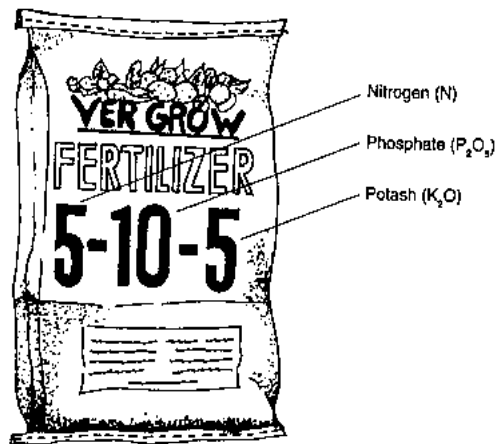 VER GROW
FERTILIZER
5-10-5
Nitrogen (N)
Phosphate (P₂O₅)
Potash (K₂O)